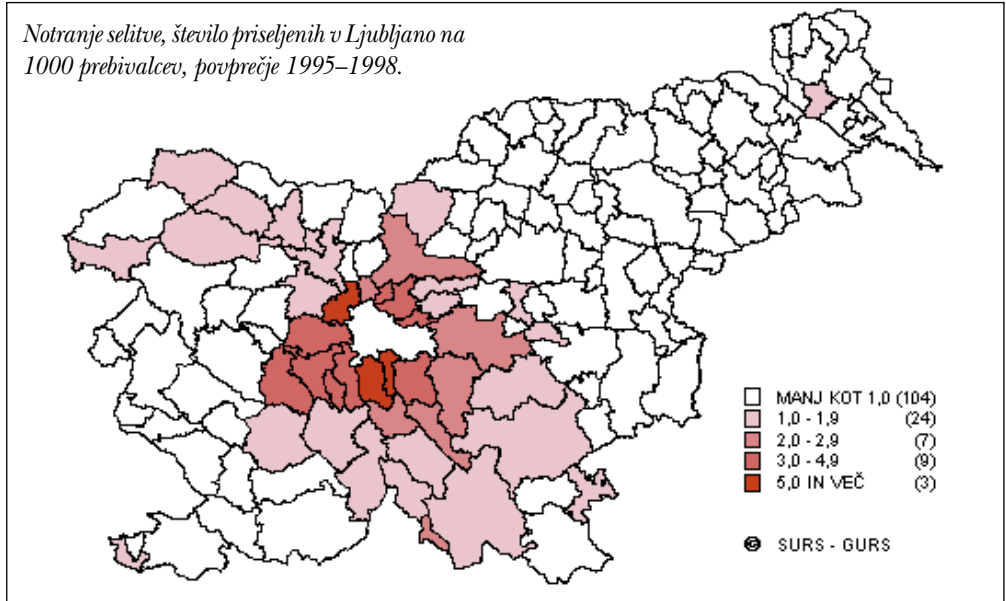 Notranje selitve, število priseljenih v Ljubljano na
1000 prebivalcev, povprečje 1995–1998.
MANJ KOT 1,0 (104)
1,0 - 1,9 (24)
2,0 - 2,9 (7)
3,0 - 4,9 (9)
5,0 IN VEČ (3)
SURS - GURS